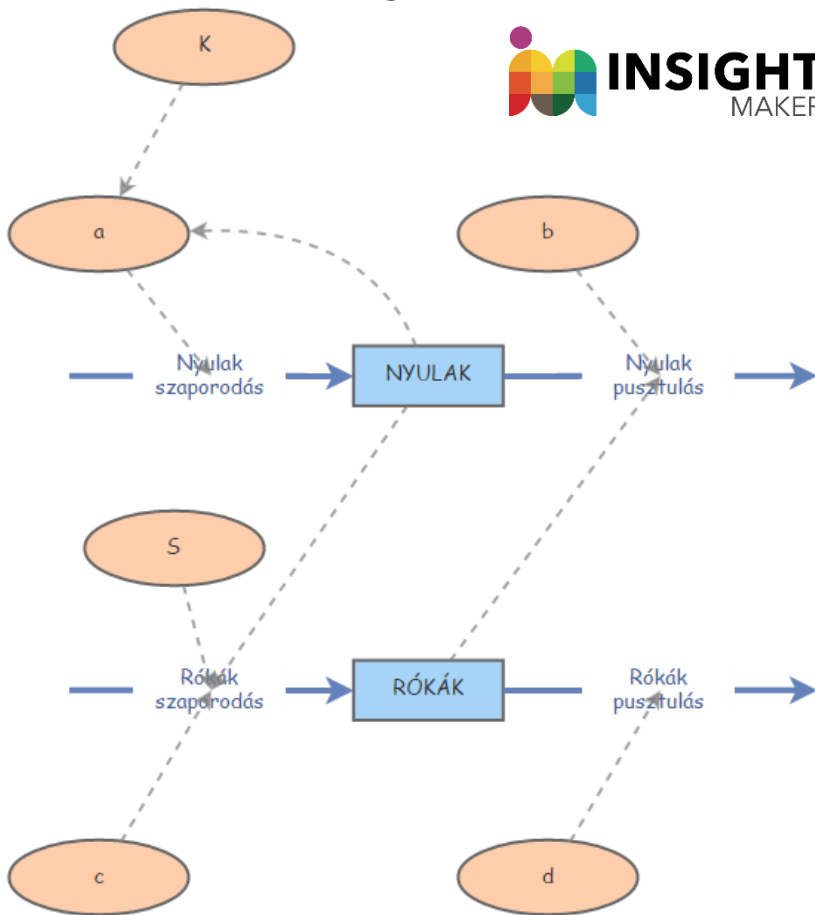 K
INSIGHT
MAKER
a
b
Nyulak
szaporodás
NYULAK
Nyulak
pusztulás
S
Rókák
szaporodás
RÓKÁK
Rókák
pusztulás
c
d